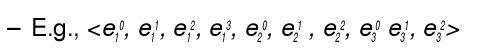 – E.g., <e₁⁰, e₁¹, e₁², e₁³, e₂⁰, e₂¹ , e₂², e₃⁰ e₃¹, e₃²>